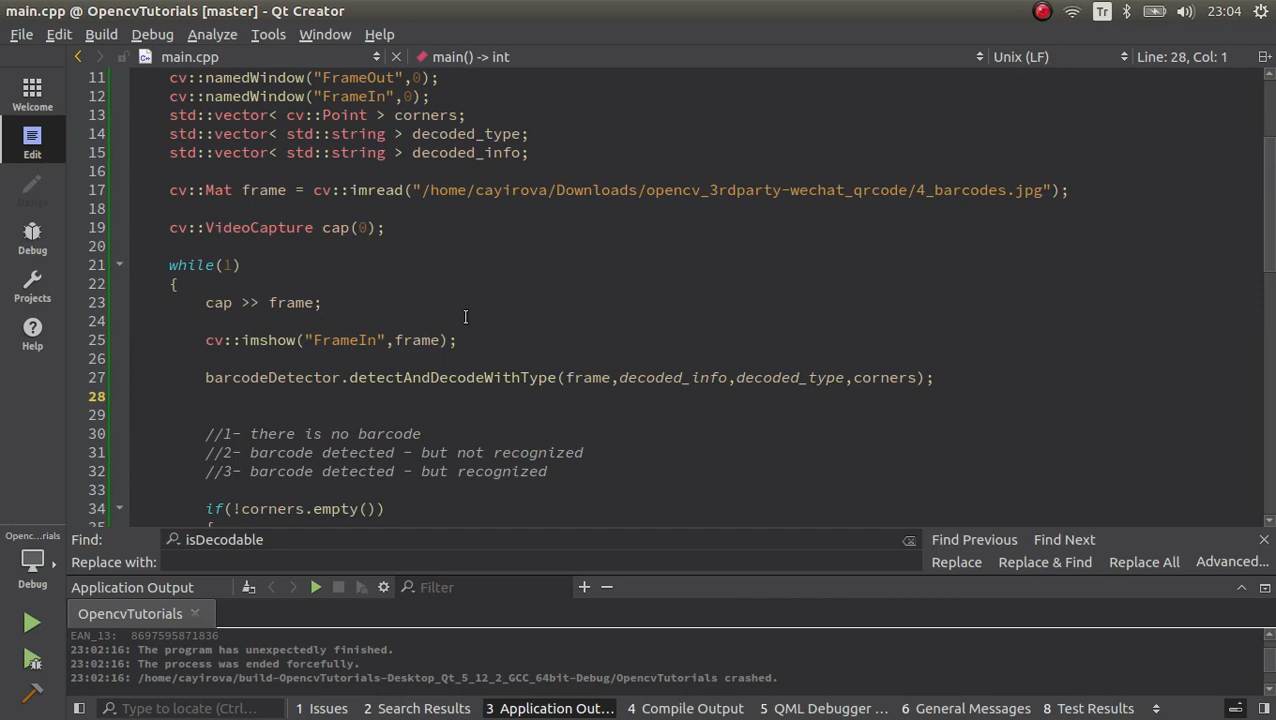 main.cpp @ OpencvTutorials [master] - Qt Creator
Tr
23:04
File Edit Build Debug Analyze Tools Window Help
main.cpp
main() -> int
Unix (LF)
Line: 28, Col: 1
Welcome
Edit
Design
Debug
Projects
Help
11 cv::namedWindow("FrameOut",0);
12 cv::namedWindow("FrameIn",0);
13 std::vector< cv::Point > corners;
14 std::vector< std::string > decoded_type;
15 std::vector< std::string > decoded_info;
16
17 cv::Mat frame = cv::imread("/home/cayirova/Downloads/opencv_3rdparty-wechat_qrcode/4_barcodes.jpg");
18
19 cv::VideoCapture cap(0);
20
21 while(1)
22 {
23 cap >> frame;
24
25 cv::imshow("FrameIn",frame);
26
27 barcodeDetector.detectAndDecodeWithType(frame,decoded_info,decoded_type,corners);
28
29
30 //1- there is no barcode
31 //2- barcode detected - but not recognized
32 //3- barcode detected - but recognized
33
34 if(!corners.empty())
35 {
Openc...rials
Debug
Find: isDecodable
Find Previous Find Next
Replace with:
Replace Replace & Find Replace All Advanced...
Application Output
Filter
OpencvTutorials
EAN_13: 8697595871836
23:02:16: The program has unexpectedly finished.
23:02:16: The process was ended forcefully.
23:02:16: /home/cayirova/build-OpencvTutorials-Desktop_Qt_5_12_2_GCC_64bit-Debug/OpencvTutorials crashed.
Type to locate (Ctrl...
1 Issues
2 Search Results
3 Application Out...
4 Compile Output
5 QML Debugger ...
6 General Messages
8 Test Results